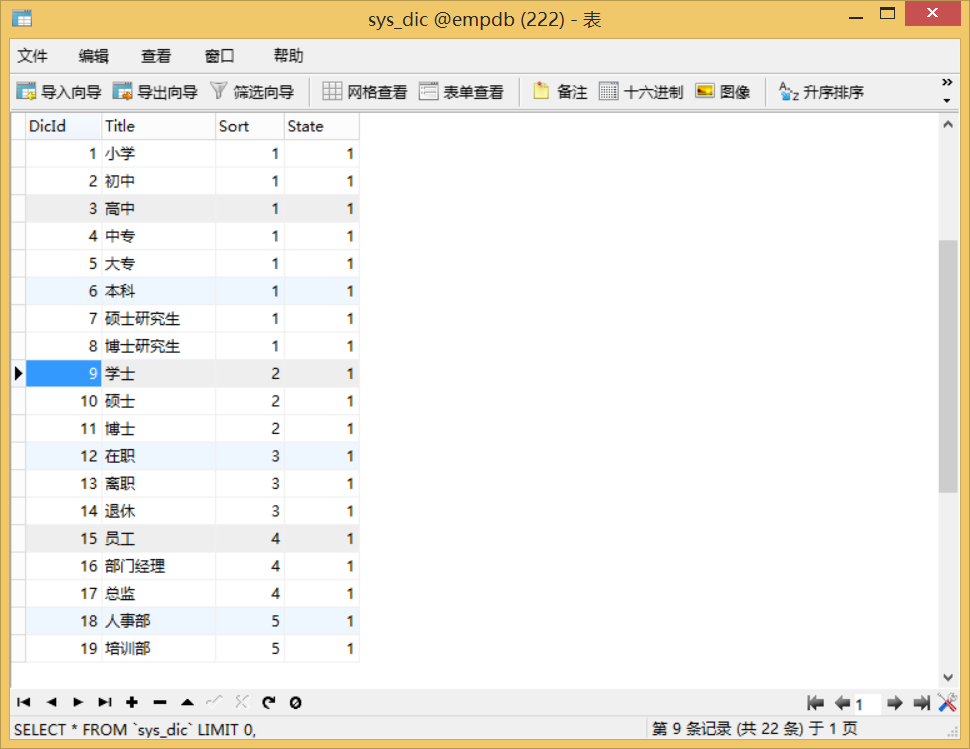 sys_dic @empdb (222) - 表
文件 编辑 查看 窗口 帮助
导入向导 导出向导 筛选向导 网格查看 表单查看 备注 十六进制 图像 升序排序
DicId Title Sort State
1 小学 1 1
2 初中 1 1
3 高中 1 1
4 中专 1 1
5 大专 1 1
6 本科 1 1
7 硕士研究生 1 1
8 博士研究生 1 1
9 学士 2 1
10 硕士 2 1
11 博士 2 1
12 在职 3 1
13 离职 3 1
14 退休 3 1
15 员工 4 1
16 部门经理 4 1
17 总监 4 1
18 人事部 5 1
19 培训部 5 1
1
SELECT * FROM `sys_dic` LIMIT 0, 第 9 条记录 (共 22 条) 于 1 页